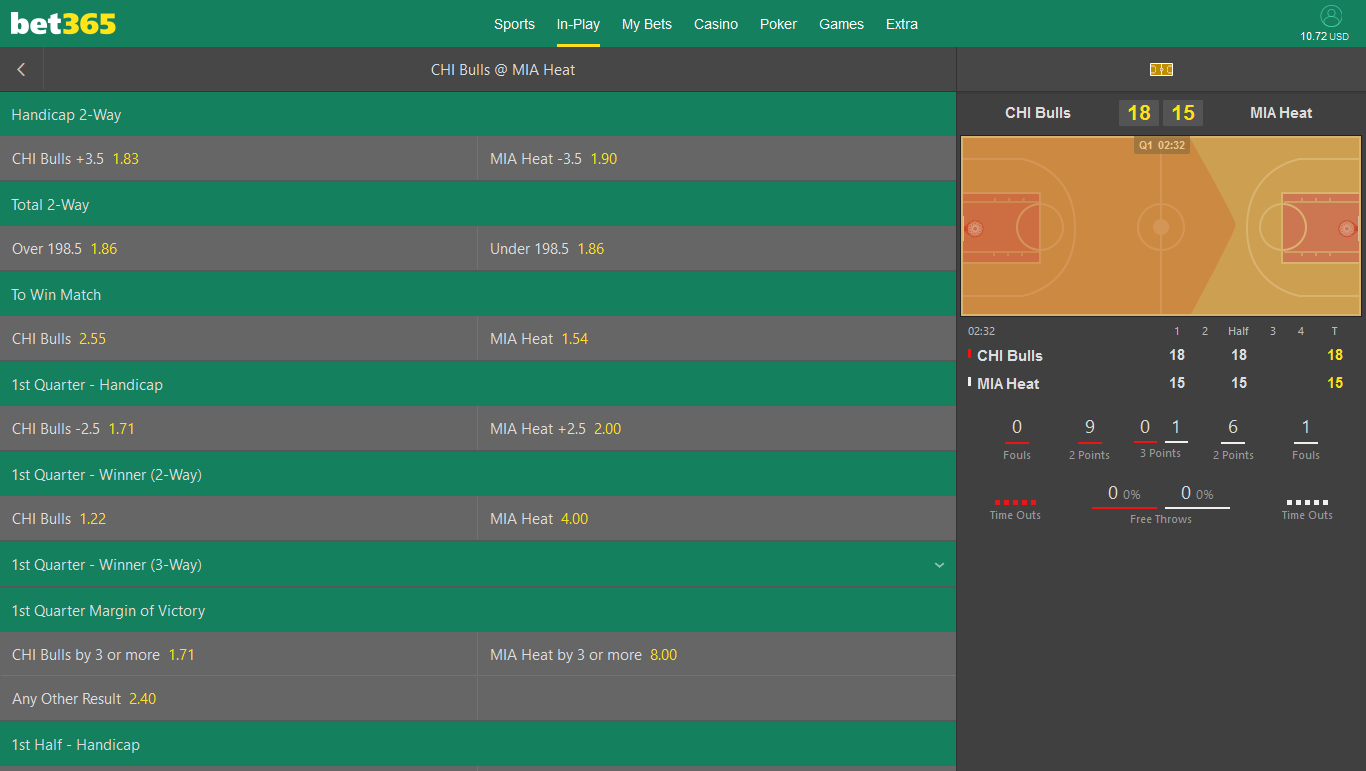 bet365
Sports In-Play My Bets Casino Poker Games Extra
10.72 USD
CHI Bulls @ MIA Heat
Handicap 2-Way
CHI Bulls +3.5 1.83 MIA Heat -3.5 1.90
Total 2-Way
Over 198.5 1.86 Under 198.5 1.86
To Win Match
CHI Bulls 2.55 MIA Heat 1.54
1st Quarter - Handicap
CHI Bulls -2.5 1.71 MIA Heat +2.5 2.00
1st Quarter - Winner (2-Way)
CHI Bulls 1.22 MIA Heat 4.00
1st Quarter - Winner (3-Way)
1st Quarter Margin of Victory
CHI Bulls by 3 or more 1.71 MIA Heat by 3 or more 8.00
Any Other Result 2.40
1st Half - Handicap
CHI Bulls 18 15 MIA Heat
Q1 02:32
02:32 1 2 Half 3 4 T
CHI Bulls 18 18 18
MIA Heat 15 15 15
0 9 0 1 6 1
Fouls 2 Points 3 Points 2 Points Fouls
0 0% 0 0%
Time Outs Free Throws Time Outs